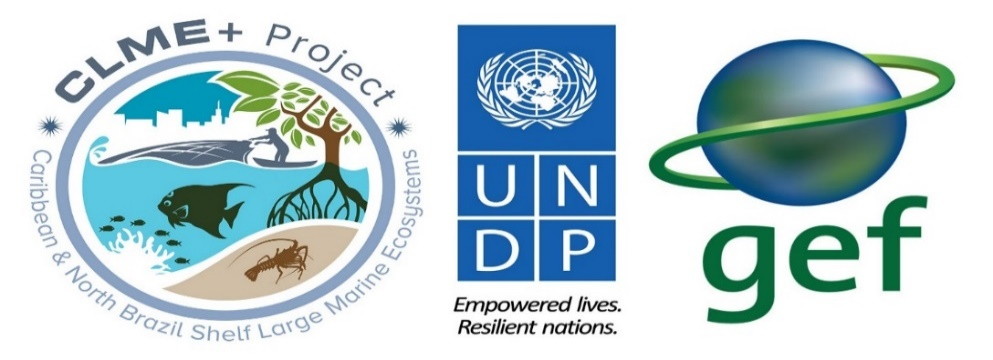 CLME+ Project
Caribbean & North Brazil Shelf Large Marine Ecosystems
U N
D P
Empowered lives.
Resilient nations.
gef